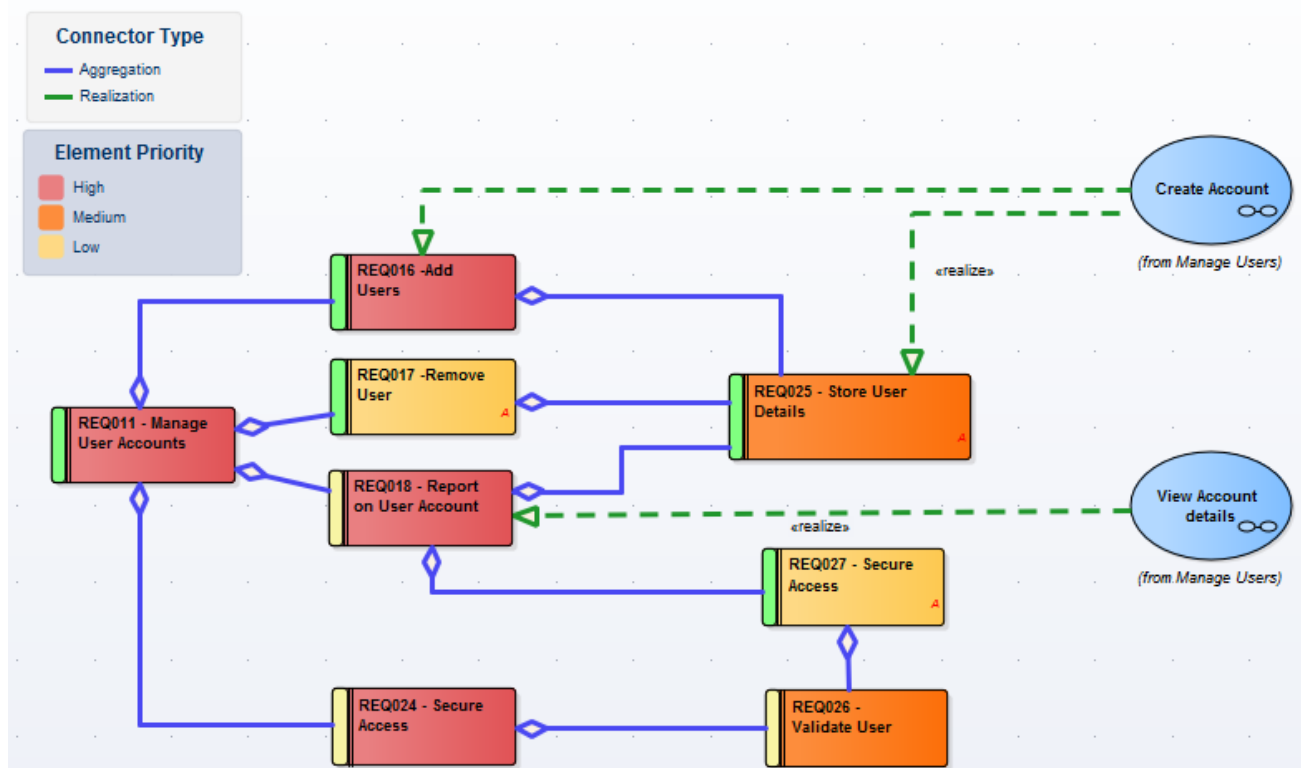 Connector Type
Aggregation
Realization
Element Priority
High
Medium
Low
Create Account
(from Manage Users)
«realize»
REQ016 -Add
Users
REQ017 -Remove
User
A
REQ025 - Store User
Details
A
REQ011 - Manage
User Accounts
REQ018 - Report
on User Account
View Account
details
«realize»
(from Manage Users)
REQ027 - Secure
Access
A
REQ024 - Secure
Access
REQ026 -
Validate User